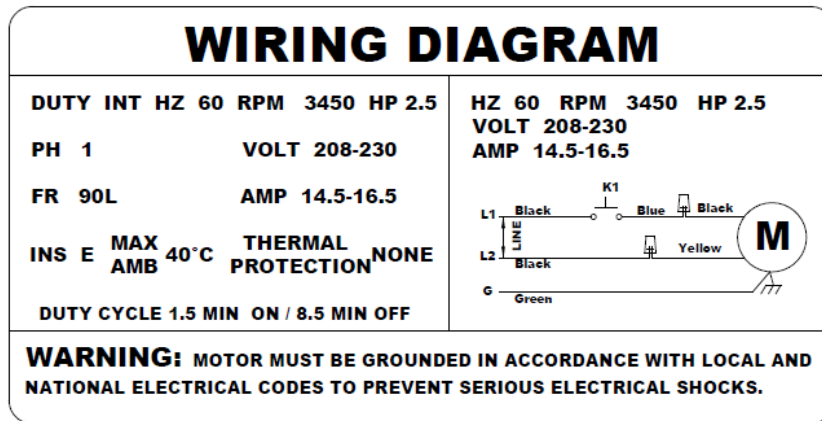 WIRING DIAGRAM
DUTY INT HZ 60 RPM 3450 HP 2.5
PH 1 VOLT 208-230
FR 90L AMP 14.5-16.5
INS E MAX AMB 40°C THERMAL PROTECTION NONE
DUTY CYCLE 1.5 MIN ON / 8.5 MIN OFF
HZ 60 RPM 3450 HP 2.5
VOLT 208-230
AMP 14.5-16.5
K1
L1 Black Blue Black
LINE
M
L2 Black Yellow
G Green
WARNING: MOTOR MUST BE GROUNDED IN ACCORDANCE WITH LOCAL AND
NATIONAL ELECTRICAL CODES TO PREVENT SERIOUS ELECTRICAL SHOCKS.